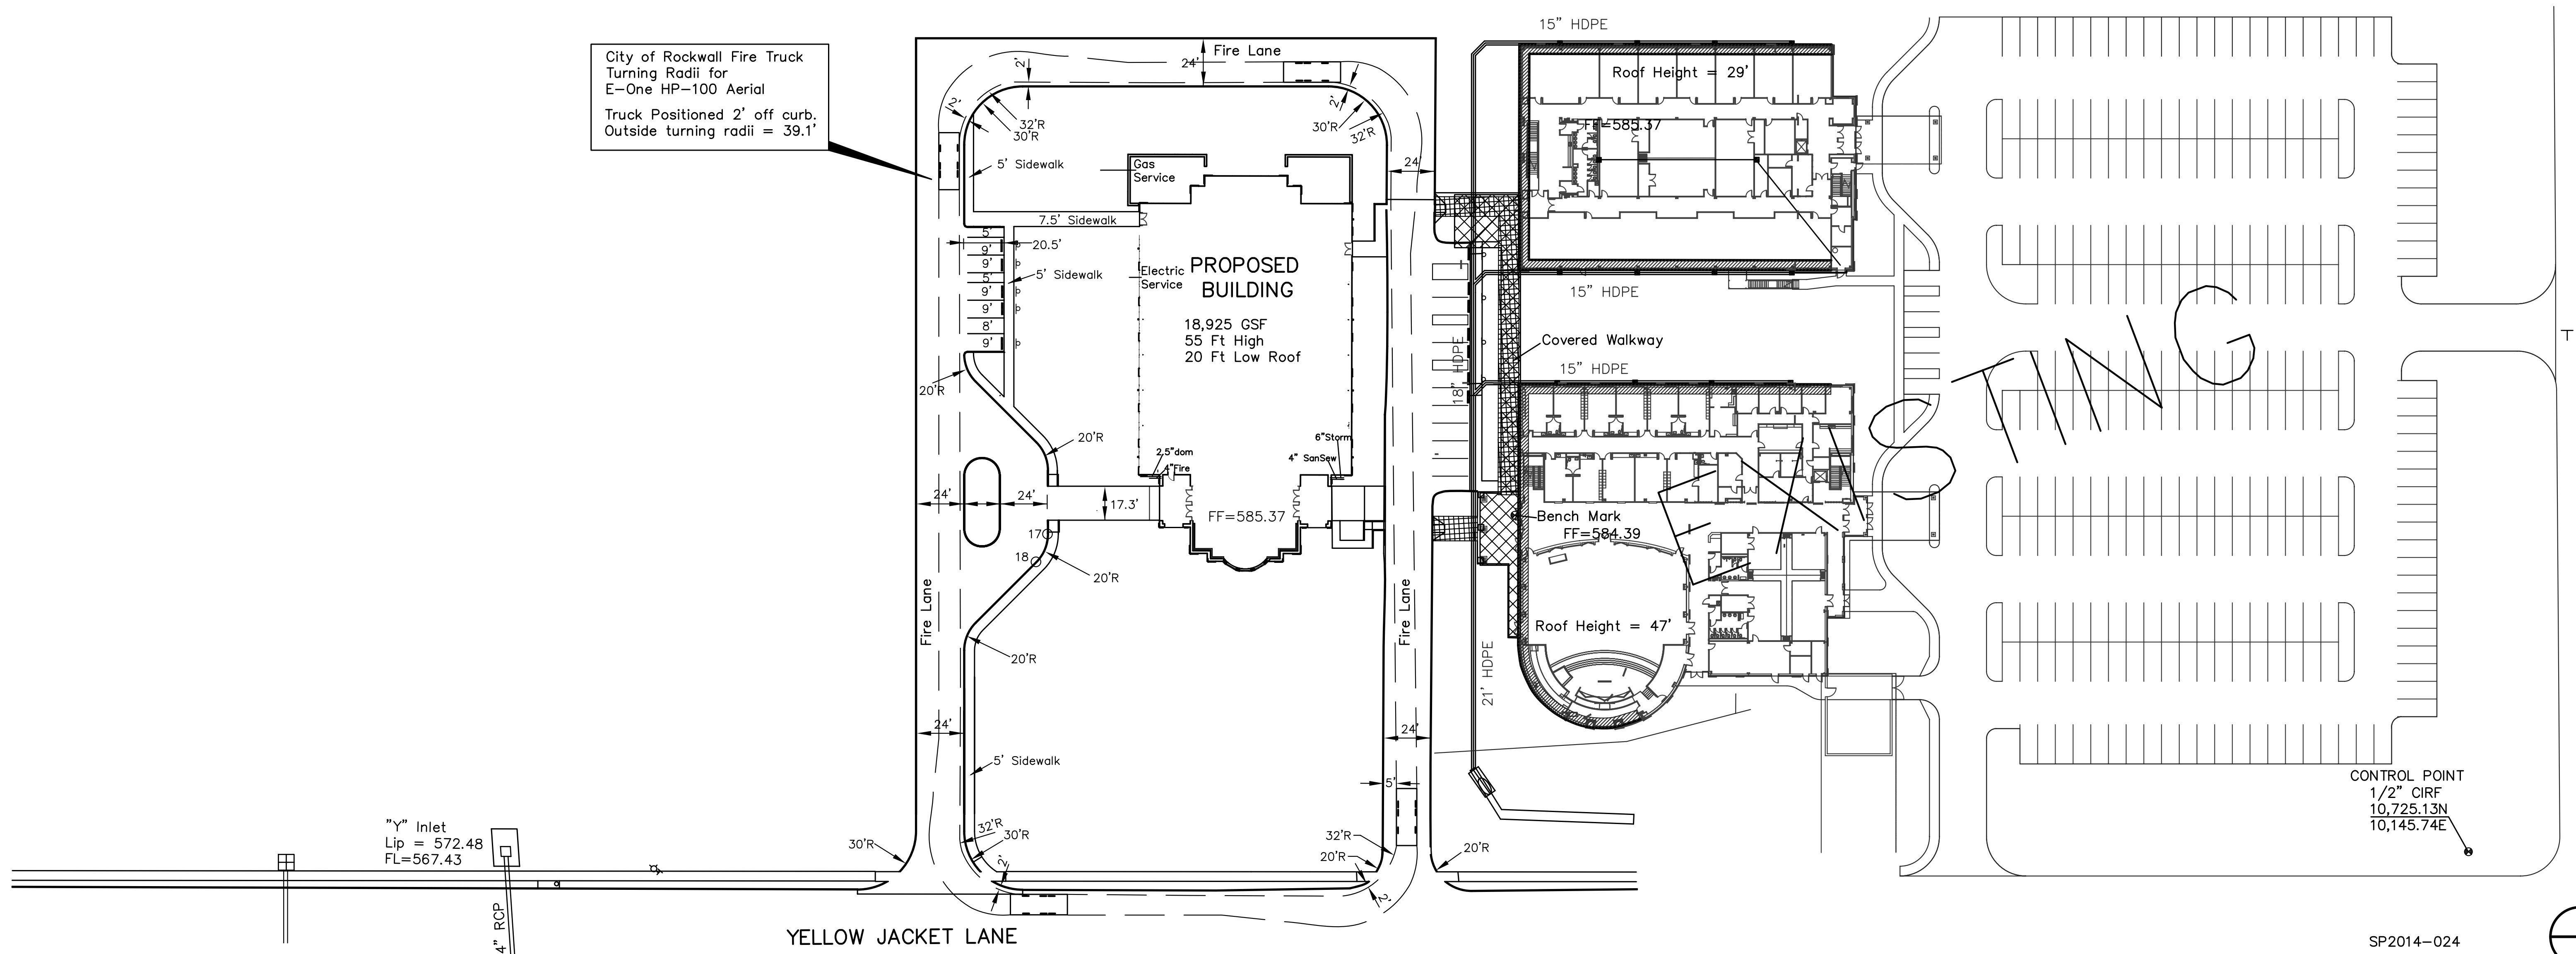 City of Rockwall Fire Truck
Turning Radii for
E-One HP-100 Aerial
Truck Positioned 2' off curb.
Outside turning radii = 39.1'
Fire Lane
24'
2'
2'
32'R
30'R
2'
30'R
32'R
24'
5' Sidewalk
Gas
Service
7.5' Sidewalk
5'
20.5'
9'
9'
5'
9'
9'
8'
9'
5' Sidewalk
Electric
Service
PROPOSED
BUILDING
18,925 GSF
55 Ft High
20 Ft Low Roof
20'R
20'R
2.5"dom
4"Fire
6"Storm
4" SanSew
24'
24'
17.3'
FF=585.37
17
18
20'R
20'R
Fire Lane
Fire Lane
24'
24'
5' Sidewalk
5'
32'R
30'R
30'R
2'
32'R
20'R
20'R
2'
15" HDPE
Roof Height = 29'
FF=585.37
15" HDPE
Covered Walkway
15" HDPE
18" HDPE
Bench Mark
FF=584.39
Roof Height = 47'
21' HDPE
EXISTING
T
CONTROL POINT
1/2" CIRF
10,725.13N
10,145.74E
"Y" Inlet
Lip = 572.48
FL=567.43
4" RCP
YELLOW JACKET LANE
SP2014-024